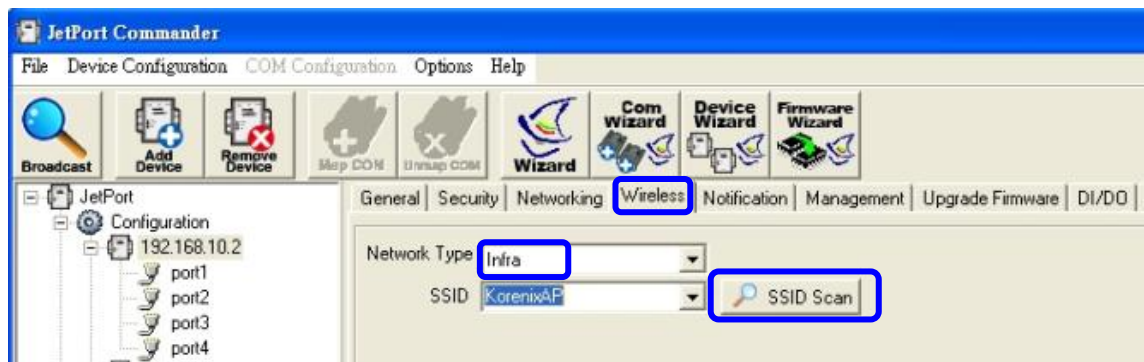 JetPort Commander
File Device Configuration COM Configuration Options Help
Broadcast
Add Device
Remove Device
Map COM
Unmap COM
Wizard
Com Wizard
Device Wizard
Firmware Wizard
JetPort
Configuration
192.168.10.2
port1
port2
port3
port4
General Security Networking Wireless Notification Management Upgrade Firmware DI/DO
Network Type Infra
SSID KorenixAP SSID Scan